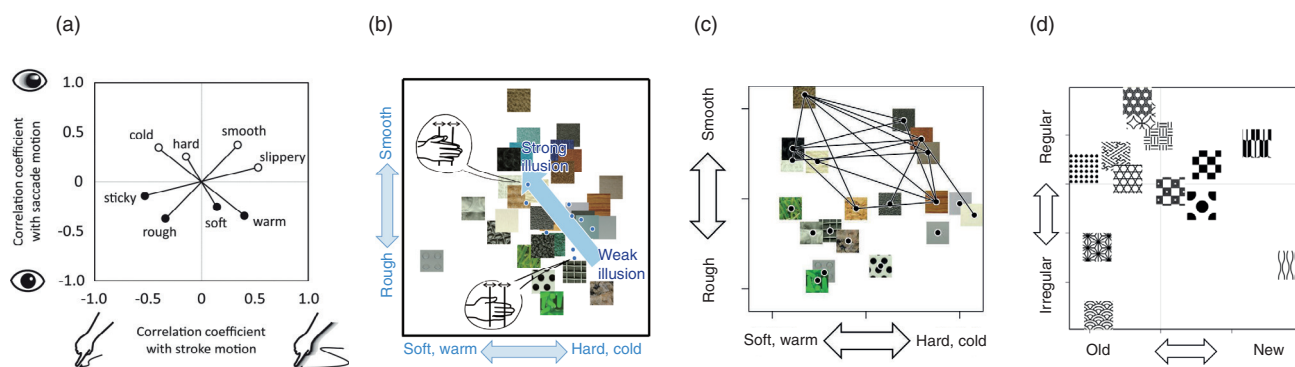 (a)
Correlation coefficient
with saccade motion
1.0
0.5
0
-0.5
-1.0
cold
hard
smooth
slippery
sticky
rough
soft
warm
-1.0
-0.5
0
0.5
1.0
Correlation coefficient
with stroke motion
(b)
Smooth
Rough
Strong
illusion
Weak
illusion
Soft, warm
Hard, cold
(c)
Smooth
Rough
Soft, warm
Hard, cold
(d)
Regular
Irregular
Old
New